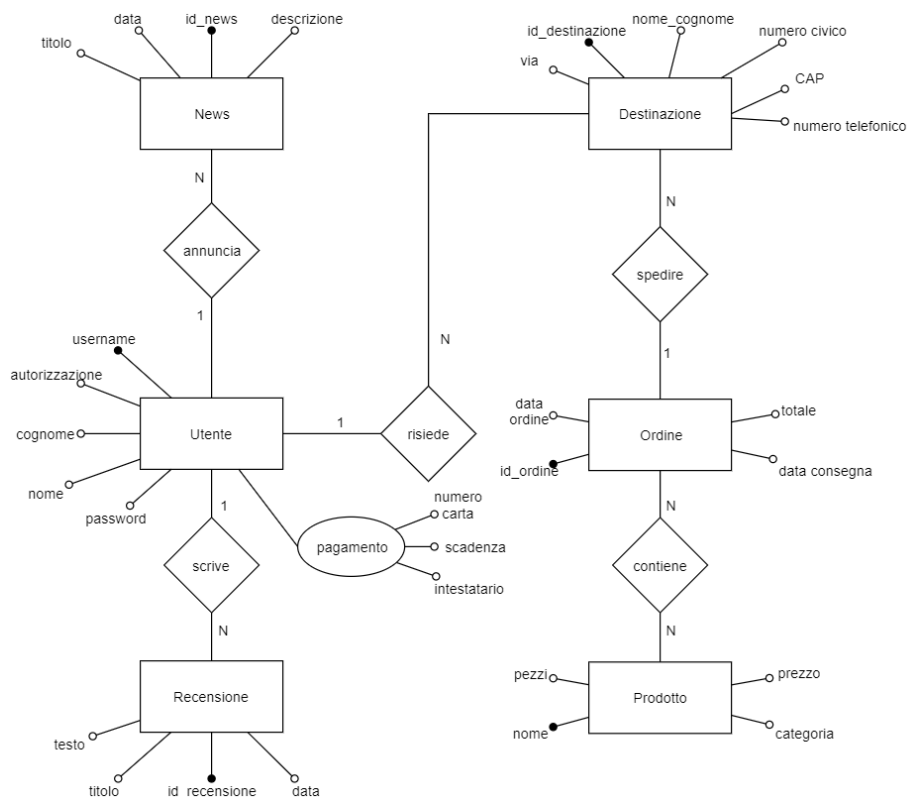 data
id_news
descrizione
titolo
News
N
annuncia
1
id_destinazione
nome_cognome
numero civico
via
CAP
Destinazione
numero telefonico
N
spedire
1
username
autorizzazione
cognome
nome
password
Utente
1
risiede
N
1
scrive
N
pagamento
numero
carta
scadenza
intestatario
data
ordine
id_ordine
Ordine
totale
data consegna
N
contiene
N
pezzi
nome
Prodotto
prezzo
categoria
Recensione
testo
titolo
id_recensione
data